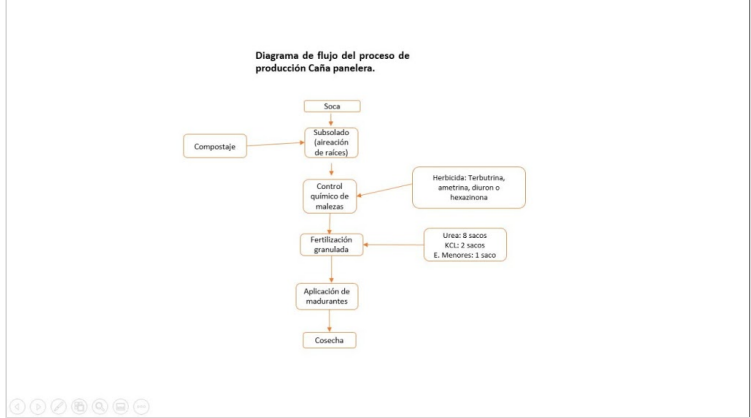 Diagrama de flujo del proceso de
producción Caña panelera.
Soca
Subsolado
(aireación
de raíces)
Compostaje
Control
químico de
malezas
Herbicida: Terbutrina,
ametrina, diuron o
hexazinona
Fertilización
granulada
Urea: 8 sacos
KCL: 2 sacos
E. Menores: 1 saco
Aplicación de
madurantes
Cosecha